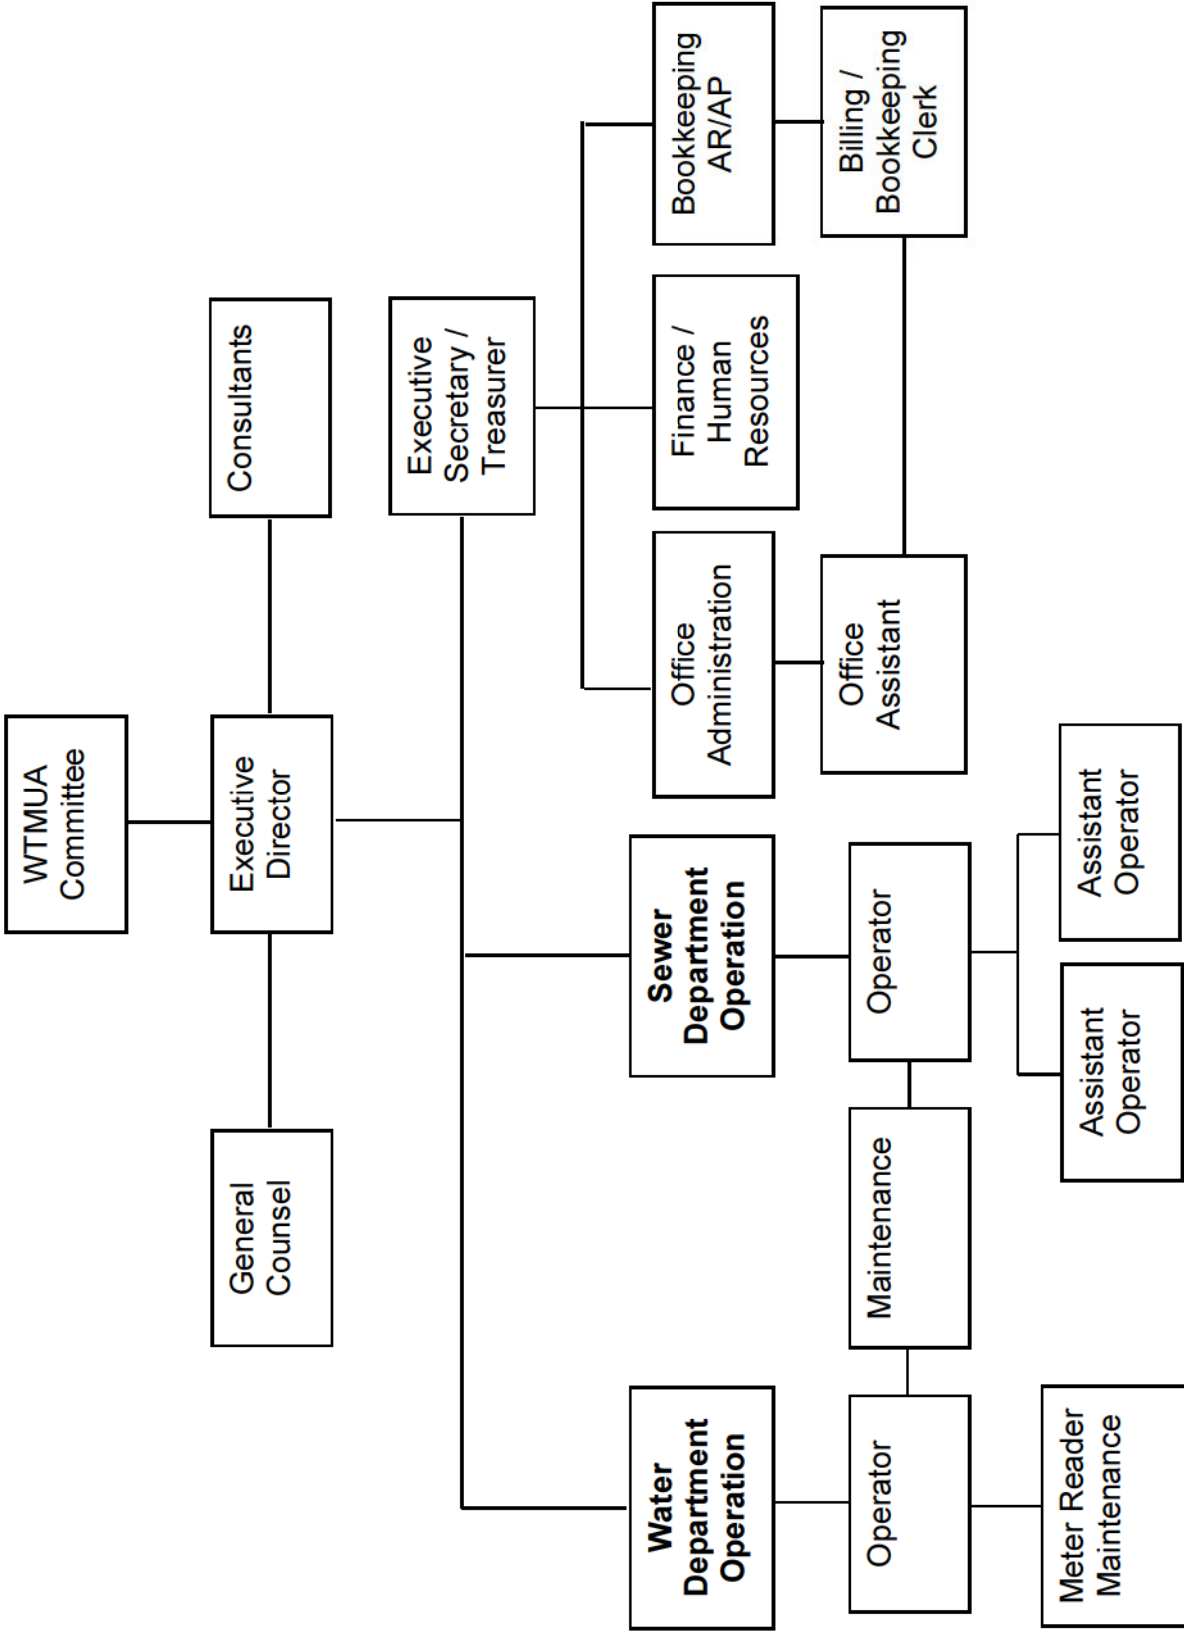 WTMUA
Committee
General
Counsel
Executive
Director
Consultants
Executive
Secretary /
Treasurer
Water
Department
Operation
Sewer
Department
Operation
Office
Administration
Finance /
Human
Resources
Bookkeeping
AR/AP
Operator
Maintenance
Operator
Office
Assistant
Billing /
Bookkeeping
Clerk
Meter Reader
Maintenance
Assistant
Operator
Assistant
Operator